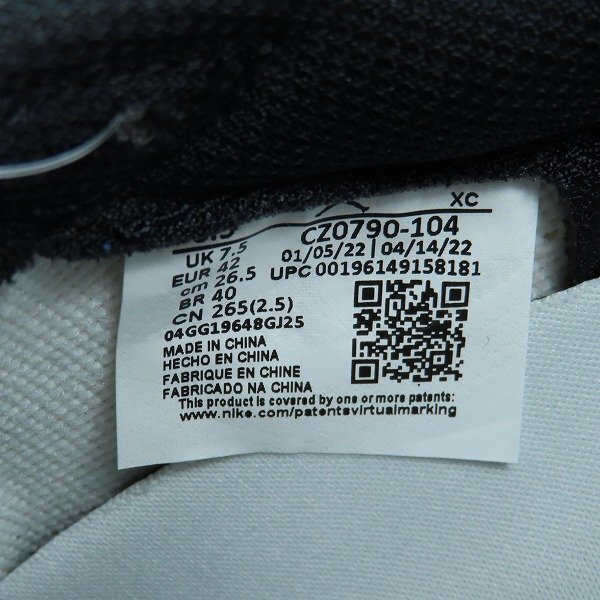 XC
UK 7.5
EUR 42
cm 26.5
BR 40
CN 265(2.5)
CZ0790-104
01/05/22 | 04/14/22
UPC 00196149158181
04GG19648GJ25
MADE IN CHINA
HECHO EN CHINA
FABRIQUE EN CHINE
FABRICADO NA CHINA
This product is covered by one or more patents:
www.nike.com/patentsvirtualmarking